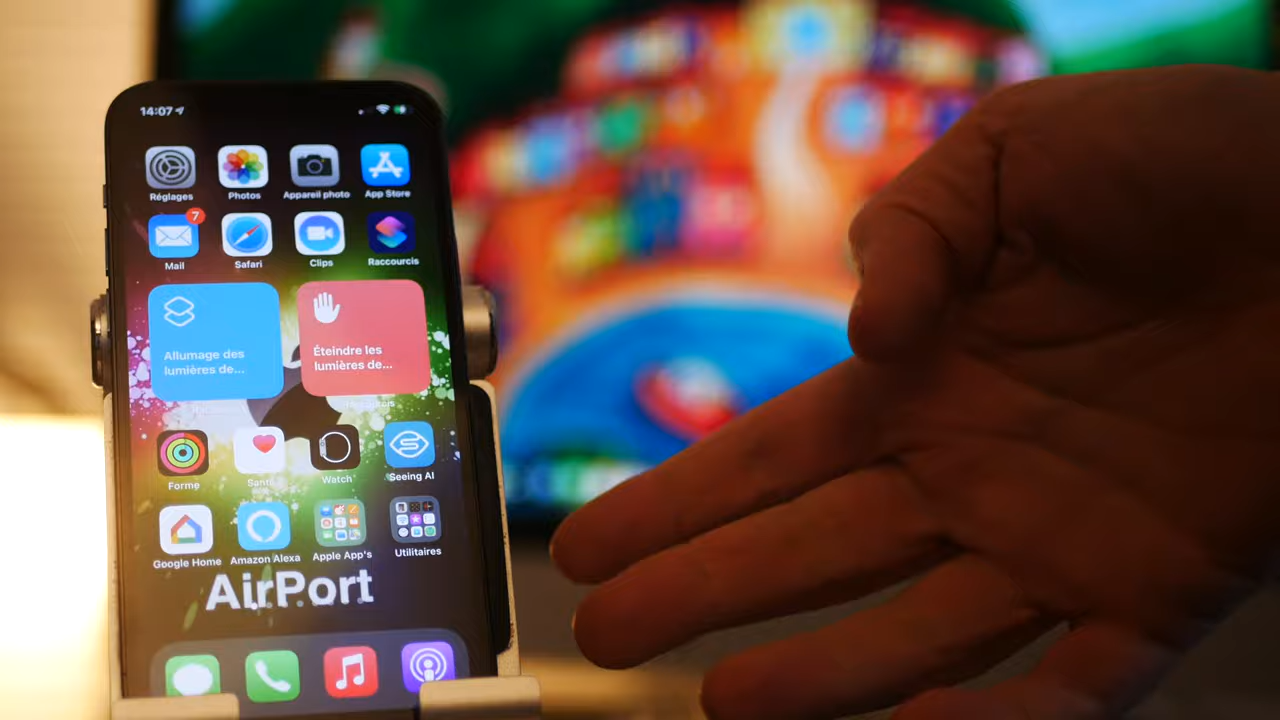 14:07
Réglages
Photos
Appareil photo
App Store
7
Mail
Safari
Clips
Raccourcis
Allumage des
lumières de...
Éteindre les
lumières de...
Forme
Santé
Watch
Seeing AI
Google Home
Amazon Alexa
Apple App's
Utilitaires
AirPort